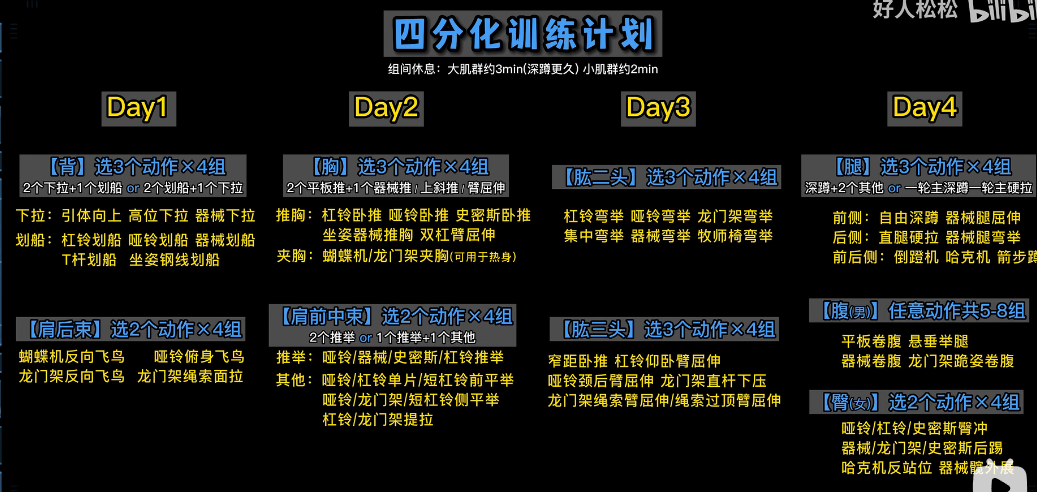 好人松松 bilibili
四分化训练计划
组间休息：大肌群约3min(深蹲更久) 小肌群约2min
Day1
【背】选3个动作×4组
2个下拉+1个划船 or 2个划船+1个下拉
下拉：引体向上 高位下拉 器械下拉
划船：杠铃划船 哑铃划船 器械划船
T杆划船 坐姿钢线划船
【肩后束】选2个动作×4组
蝴蝶机反向飞鸟 哑铃俯身飞鸟
龙门架反向飞鸟 龙门架绳索面拉
Day2
【胸】选3个动作×4组
2个平板推+1个器械推 / 上斜推 / 臂屈伸
推胸：杠铃卧推 哑铃卧推 史密斯卧推
坐姿器械推胸 双杠臂屈伸
夹胸：蝴蝶机/龙门架夹胸(可用于热身)
【肩前中束】选2个动作×4组
2个推举 or 1个推举+1个其他
推举：哑铃/器械/史密斯/杠铃推举
其他：哑铃/杠铃单片/短杠铃前平举
哑铃/龙门架/短杠铃侧平举
杠铃/龙门架提拉
Day3
【肱二头】选3个动作×4组
杠铃弯举 哑铃弯举 龙门架弯举
集中弯举 器械弯举 牧师椅弯举
【肱三头】选3个动作×4组
窄距卧推 杠铃仰卧臂屈伸
哑铃颈后臂屈伸 龙门架直杆下压
龙门架绳索臂屈伸/绳索过顶臂屈伸
Day4
【腿】选3个动作×4组
深蹲+2个其他 or 一轮主深蹲一轮主硬拉
前侧：自由深蹲 器械腿屈伸
后侧：直腿硬拉 器械腿弯举
前后侧：倒蹬机 哈克机 箭步蹲
【腹(男)】任意动作共5-8组
平板卷腹 悬垂举腿
器械卷腹 龙门架跪姿卷腹
【臀(女)】选2个动作×4组
哑铃/杠铃/史密斯臀冲
器械/龙门架/史密斯后踢
哈克机反站位 器械髋外展